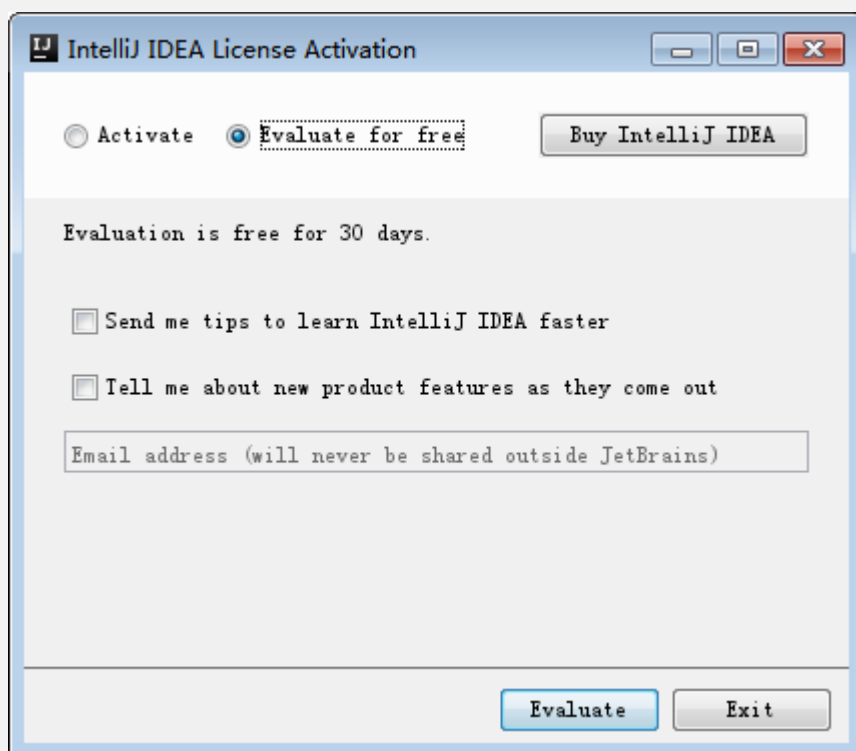 IntelliJ IDEA License Activation
Activate Evaluate for free Buy IntelliJ IDEA
Evaluation is free for 30 days.
Send me tips to learn IntelliJ IDEA faster
Tell me about new product features as they come out
Email address (will never be shared outside JetBrains)
Evaluate Exit